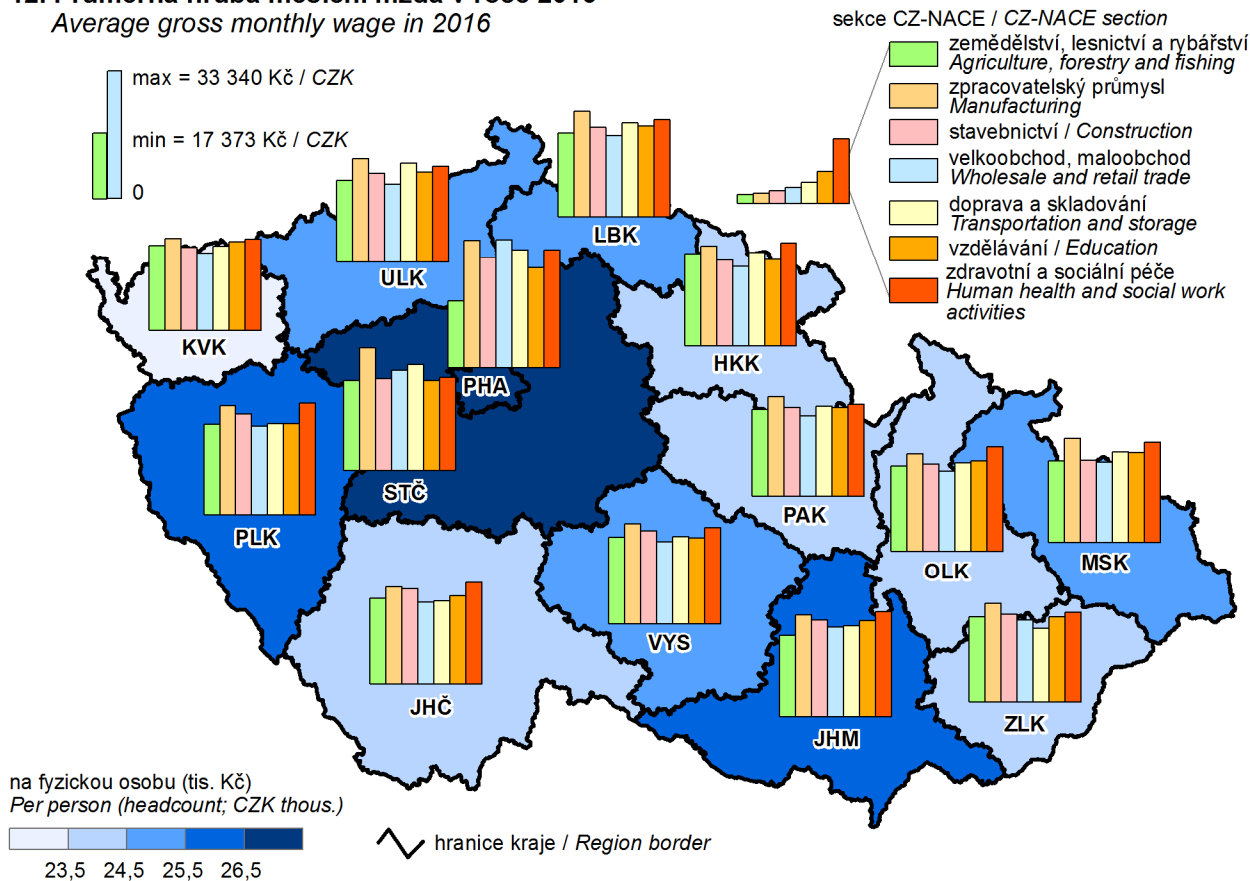 Average gross monthly wage in 2016
sekce CZ-NACE / CZ-NACE section
zemědělství, lesnictví a rybářství
Agriculture, forestry and fishing
zpracovatelský průmysl
Manufacturing
stavebnictví / Construction
velkoobchod, maloobchod
Wholesale and retail trade
doprava a skladování
Transportation and storage
vzdělávání / Education
zdravotní a sociální péče
Human health and social work
activities
max = 33 340 Kč / CZK
min = 17 373 Kč / CZK
0
LBK
ULK
KVK
HKK
PHA
STČ
PAK
PLK
OLK
MSK
VYS
JHČ
ZLK
JHM
na fyzickou osobu (tis. Kč)
Per person (headcount; CZK thous.)
23,5 24,5 25,5 26,5
hranice kraje / Region border